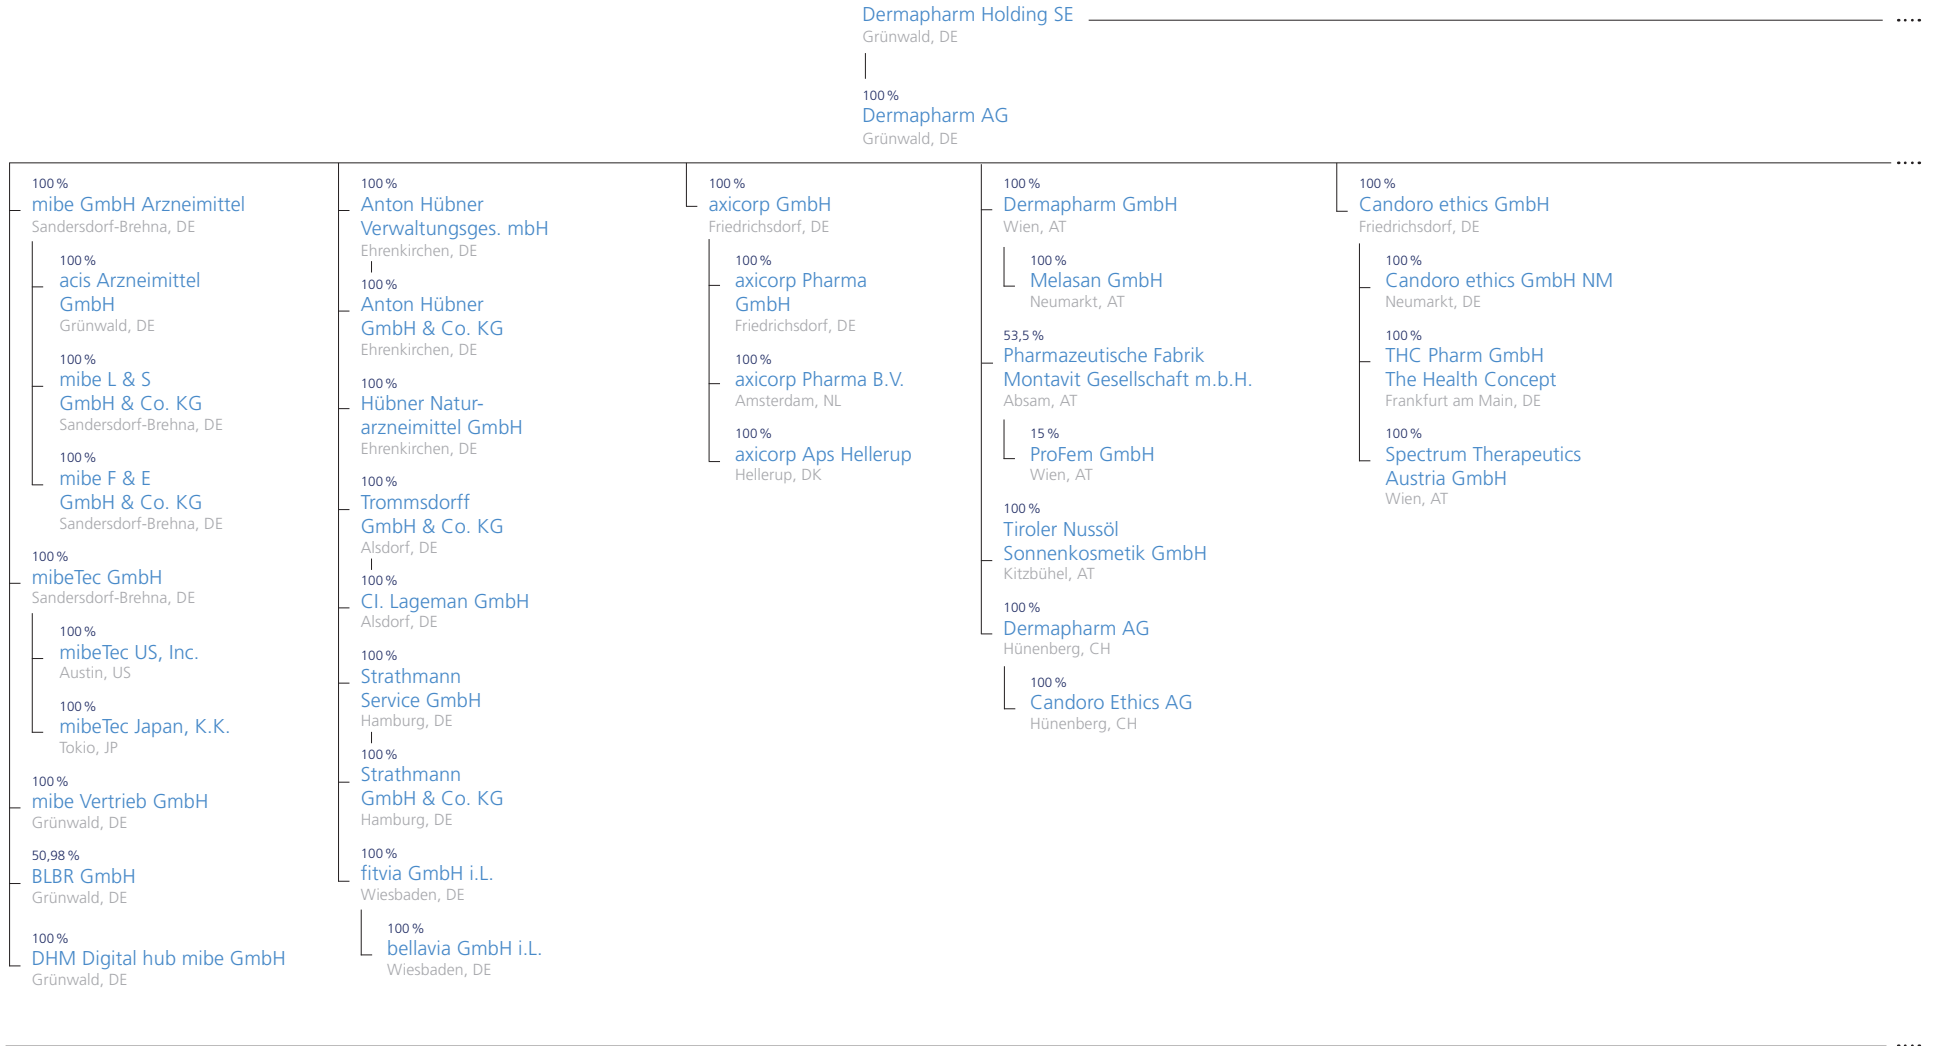 Dermapharm Holding SE
....
Grünwald, DE
100 %
Dermapharm AG
Grünwald, DE
....
100 %
mibe GmbH Arzneimittel
Sandersdorf-Brehna, DE
100 %
acis Arzneimittel
GmbH
Grünwald, DE
100 %
mibe L & S
GmbH & Co. KG
Sandersdorf-Brehna, DE
100 %
mibe F & E
GmbH & Co. KG
Sandersdorf-Brehna, DE
100 %
mibeTec GmbH
Sandersdorf-Brehna, DE
100 %
mibeTec US, Inc.
Austin, US
100 %
mibeTec Japan, K.K.
Tokio, JP
100 %
mibe Vertrieb GmbH
Grünwald, DE
50,98 %
BLBR GmbH
Grünwald, DE
100 %
DHM Digital hub mibe GmbH
Grünwald, DE
100 %
Anton Hübner
Verwaltungsges. mbH
Ehrenkirchen, DE
100 %
Anton Hübner
GmbH & Co. KG
Ehrenkirchen, DE
100 %
Hübner Natur-
arzneimittel GmbH
Ehrenkirchen, DE
100 %
Trommsdorff
GmbH & Co. KG
Alsdorf, DE
100 %
CI. Lageman GmbH
Alsdorf, DE
100 %
Strathmann
Service GmbH
Hamburg, DE
100 %
Strathmann
GmbH & Co. KG
Hamburg, DE
100 %
fitvia GmbH i.L.
Wiesbaden, DE
100 %
bellavia GmbH i.L.
Wiesbaden, DE
100 %
axicorp GmbH
Friedrichsdorf, DE
100 %
axicorp Pharma
GmbH
Friedrichsdorf, DE
100 %
axicorp Pharma B.V.
Amsterdam, NL
100 %
axicorp Aps Hellerup
Hellerup, DK
100 %
Dermapharm GmbH
Wien, AT
100 %
Melasan GmbH
Neumarkt, AT
53,5 %
Pharmazeutische Fabrik
Montavit Gesellschaft m.b.H.
Absam, AT
15 %
ProFem GmbH
Wien, AT
100 %
Tiroler Nussöl
Sonnenkosmetik GmbH
Kitzbühel, AT
100 %
Dermapharm AG
Hünenberg, CH
100 %
Candoro Ethics AG
Hünenberg, CH
100 %
Candoro ethics GmbH
Friedrichsdorf, DE
100 %
Candoro ethics GmbH NM
Neumarkt, DE
100 %
THC Pharm GmbH
The Health Concept
Frankfurt am Main, DE
100 %
Spectrum Therapeutics
Austria GmbH
Wien, AT
....